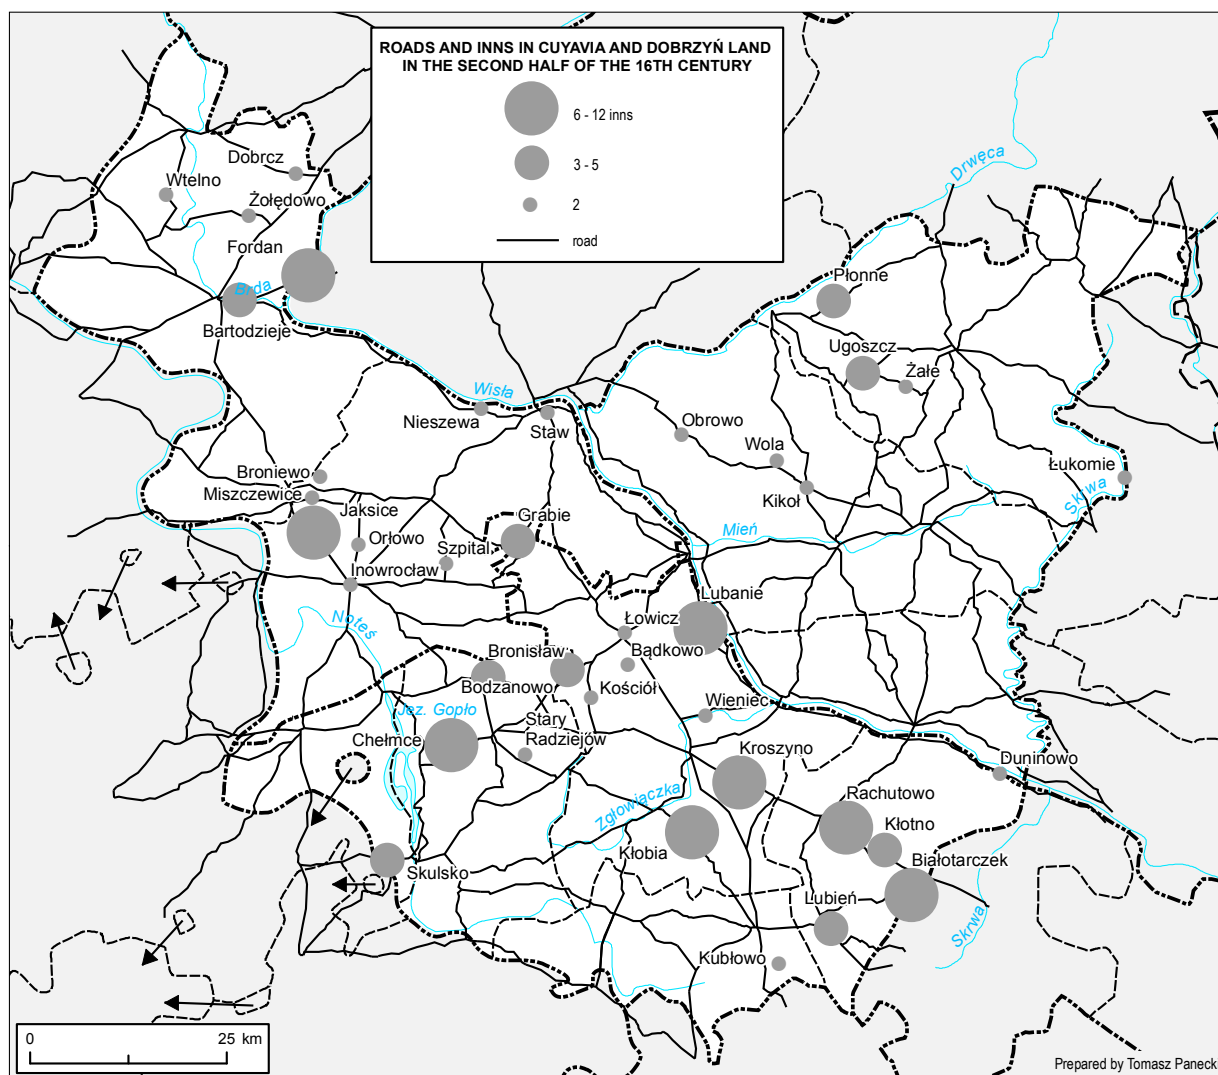 ROADS AND INNS IN CUYAVIA AND DOBRZYŃ LAND
IN THE SECOND HALF OF THE 16TH CENTURY
6 - 12 inns
3 - 5
2
road
Drwęca
Dobrcz
Wtelno
Żołędowo
Fordan
Brda
Bartodzieje
Płonne
Ugoszcz
Żałe
Wisła
Nieszewa
Staw
Obrowo
Wola
Kikoł
Łukomie
Skrwa
Broniewo
Miszczewice
Jaksice
Orłowo
Szpital
Grabie
Mień
Inowrocław
Noteś
Lubanie
Łowicz
Bronisław
Bądkowo
Bodzanowo
Kościół
Wieniec
Jez. Gopło
Stary
Radziejów
Chełmce
Kroszyno
Duninowo
Zgłowiączka
Rachutowo
Kłotno
Kłobia
Białotarczek
Skulsko
Lubień
Skrwa
Kubłowo
0 25 km
Prepared by Tomasz Panecki